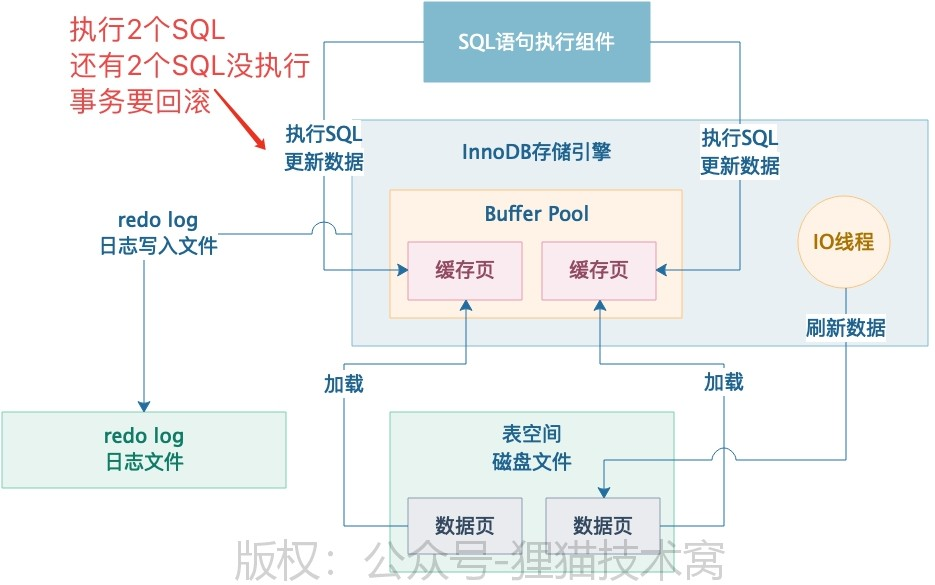 执行2个SQL
还有2个SQL没执行
事务要回滚
SQL语句执行组件
执行SQL
更新数据
执行SQL
更新数据
InnoDB存储引擎
Buffer Pool
缓存页
缓存页
IO线程
redo log
日志写入文件
刷新数据
加载
加载
redo log
日志文件
表空间
磁盘文件
数据页
数据页
版权：公众号-狸猫技术窝